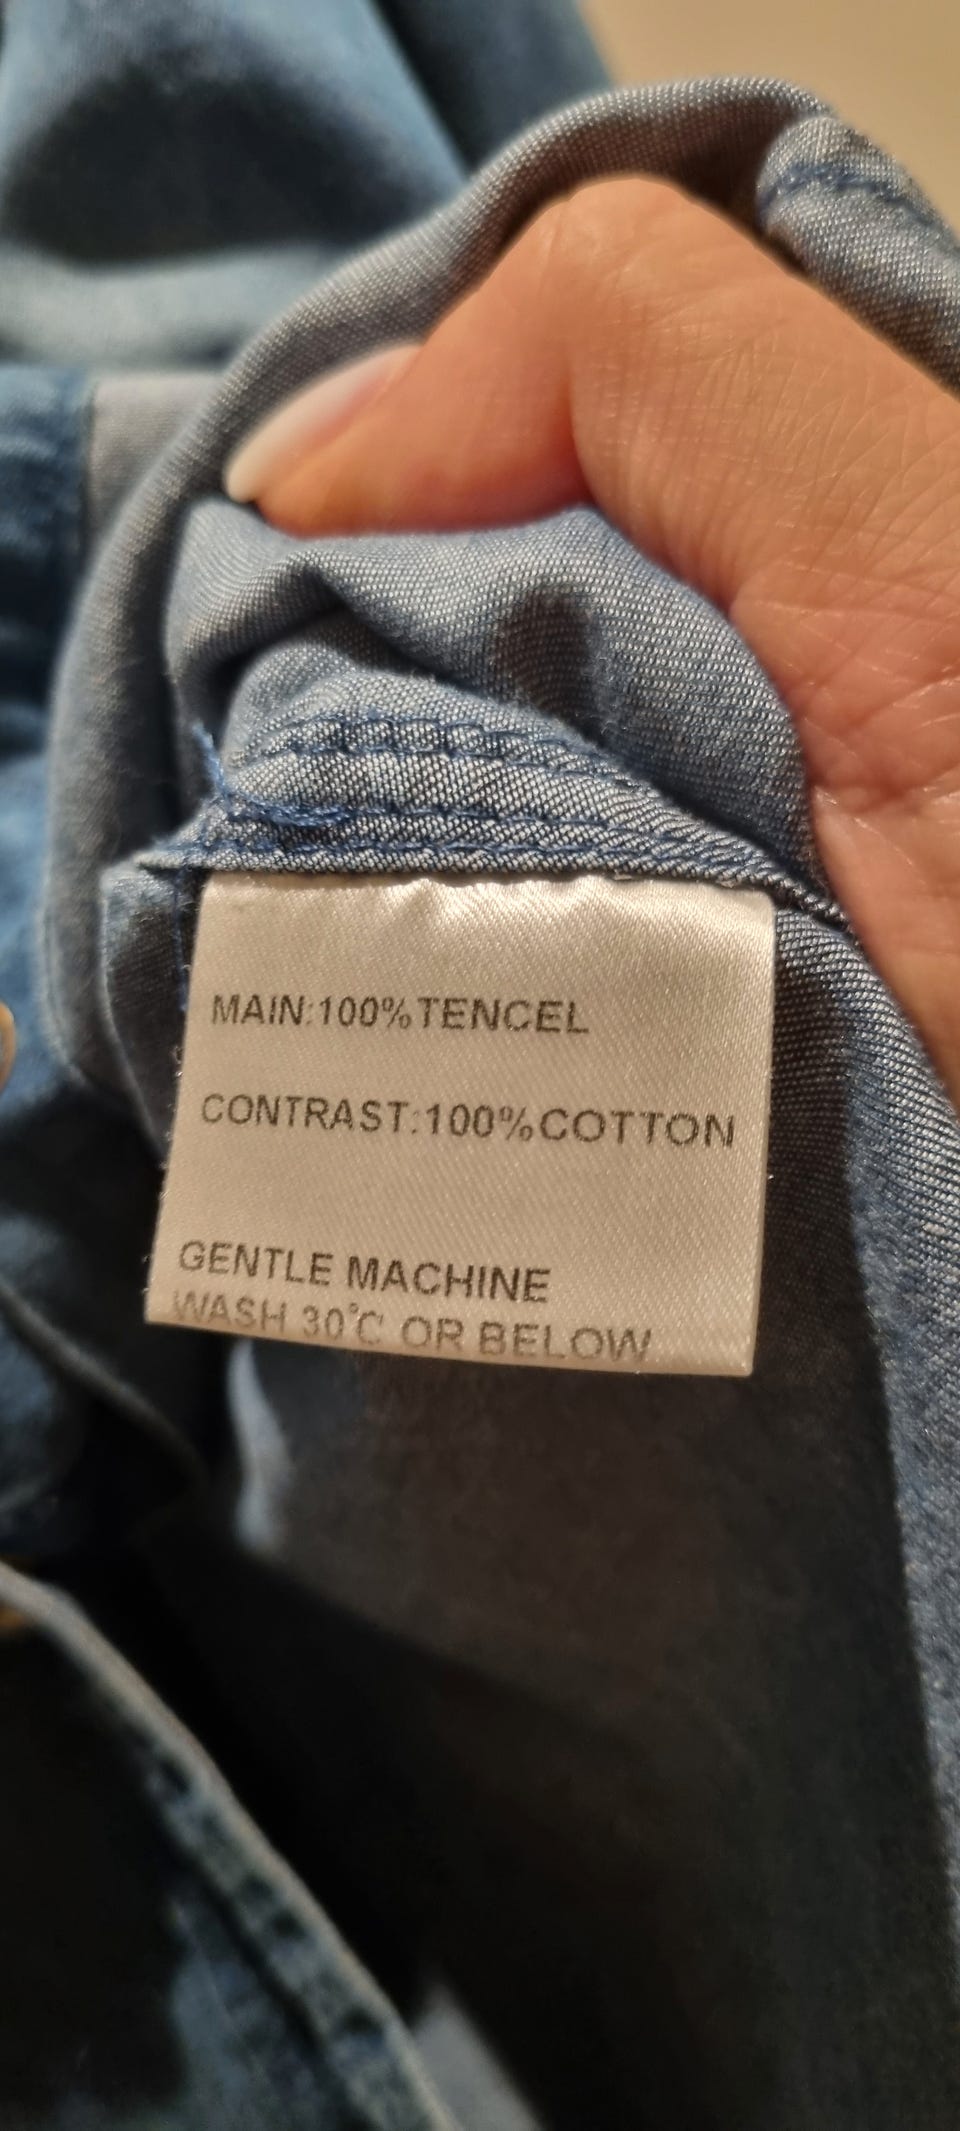 MAIN:100%TENCEL
CONTRAST:100%COTTON
GENTLE MACHINE
WASH 30°C OR BELOW